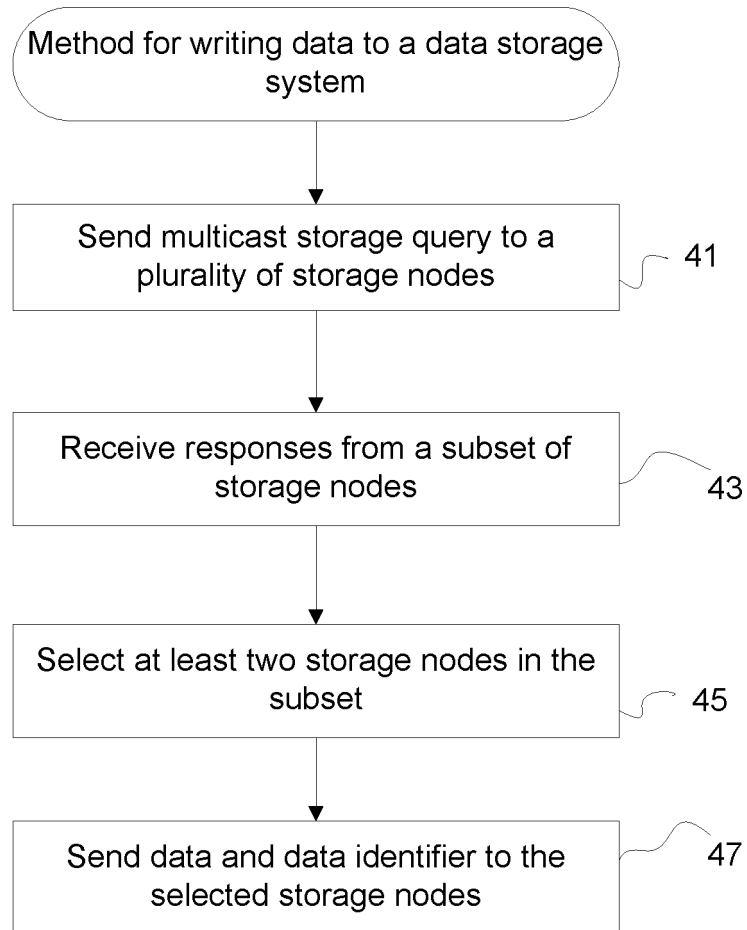 Method for writing data to a data storage
system
Send multicast storage query to a
plurality of storage nodes
41
Receive responses from a subset of
storage nodes
43
Select at least two storage nodes in the
subset
45
Send data and data identifier to the
selected storage nodes
47